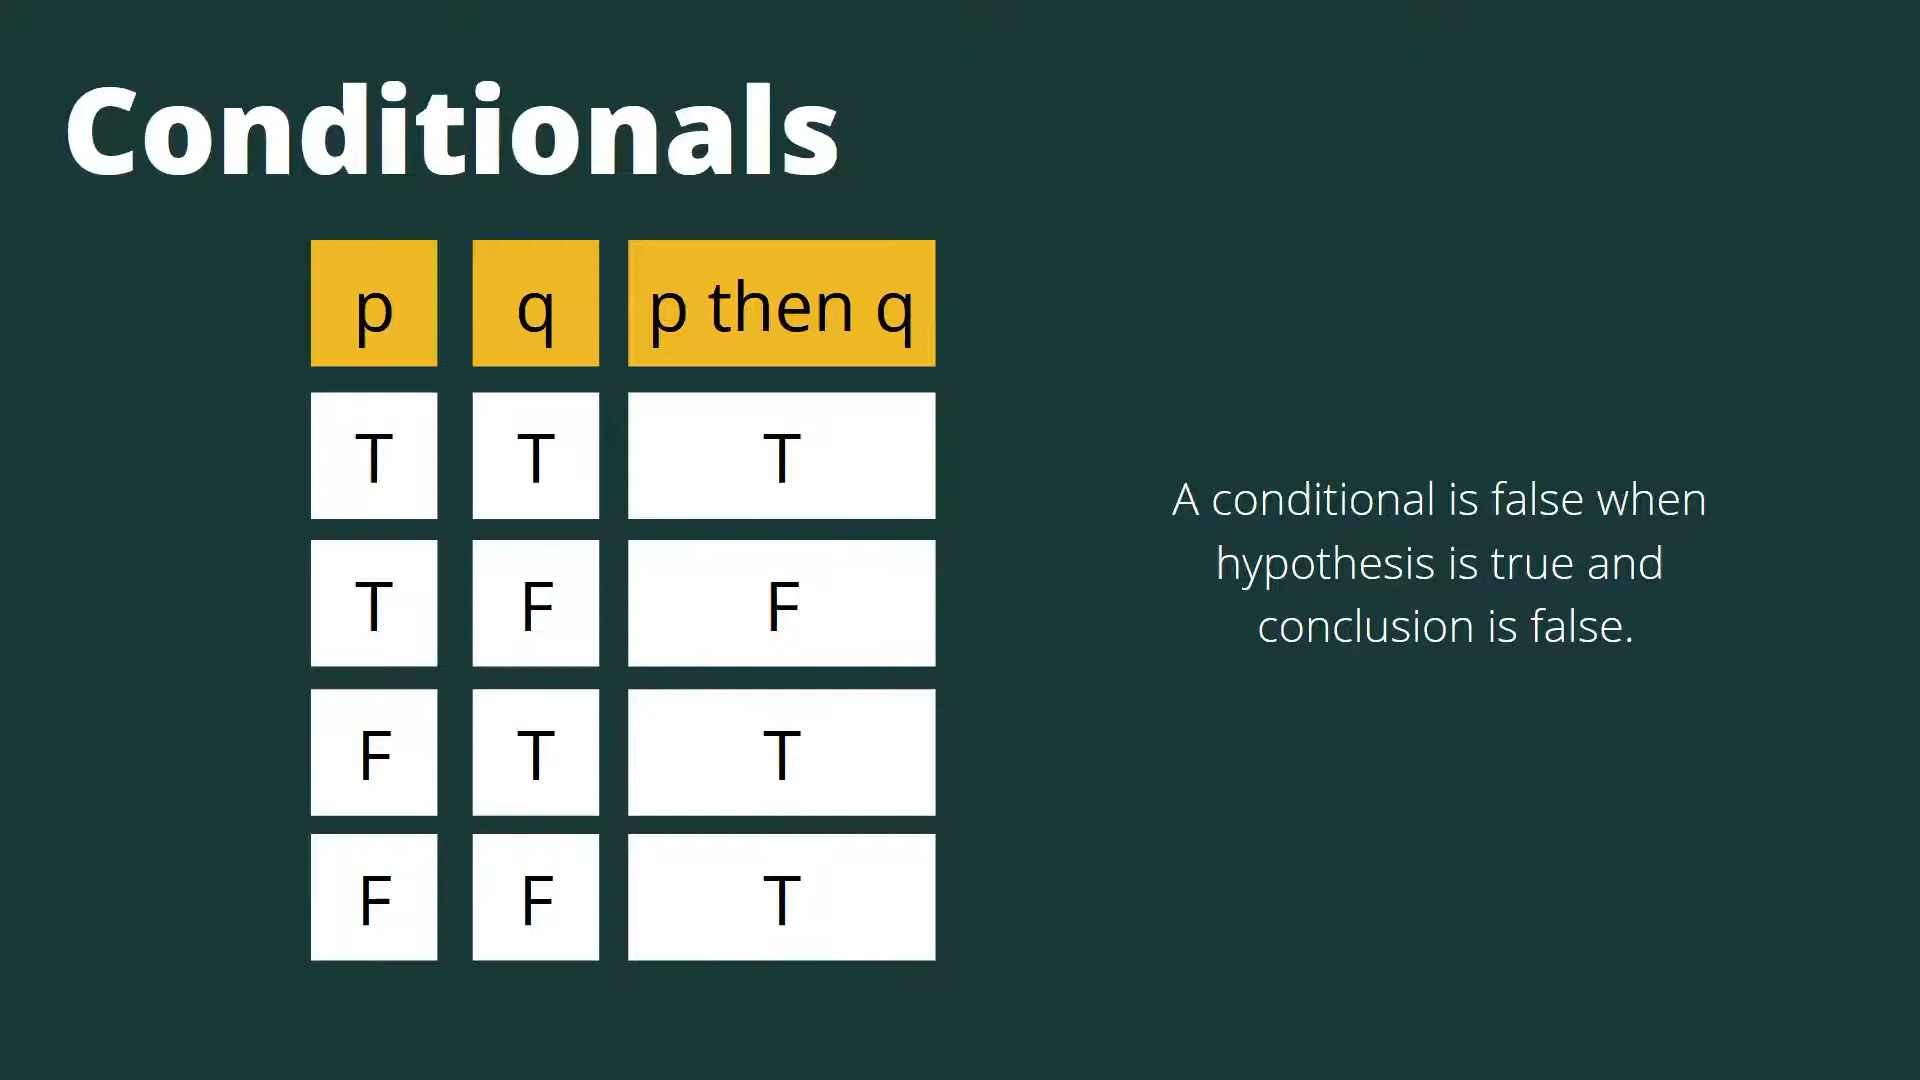 Conditionals
p q p then q
T T T
T F F
F T T
F F T
A conditional is false when
hypothesis is true and
conclusion is false.